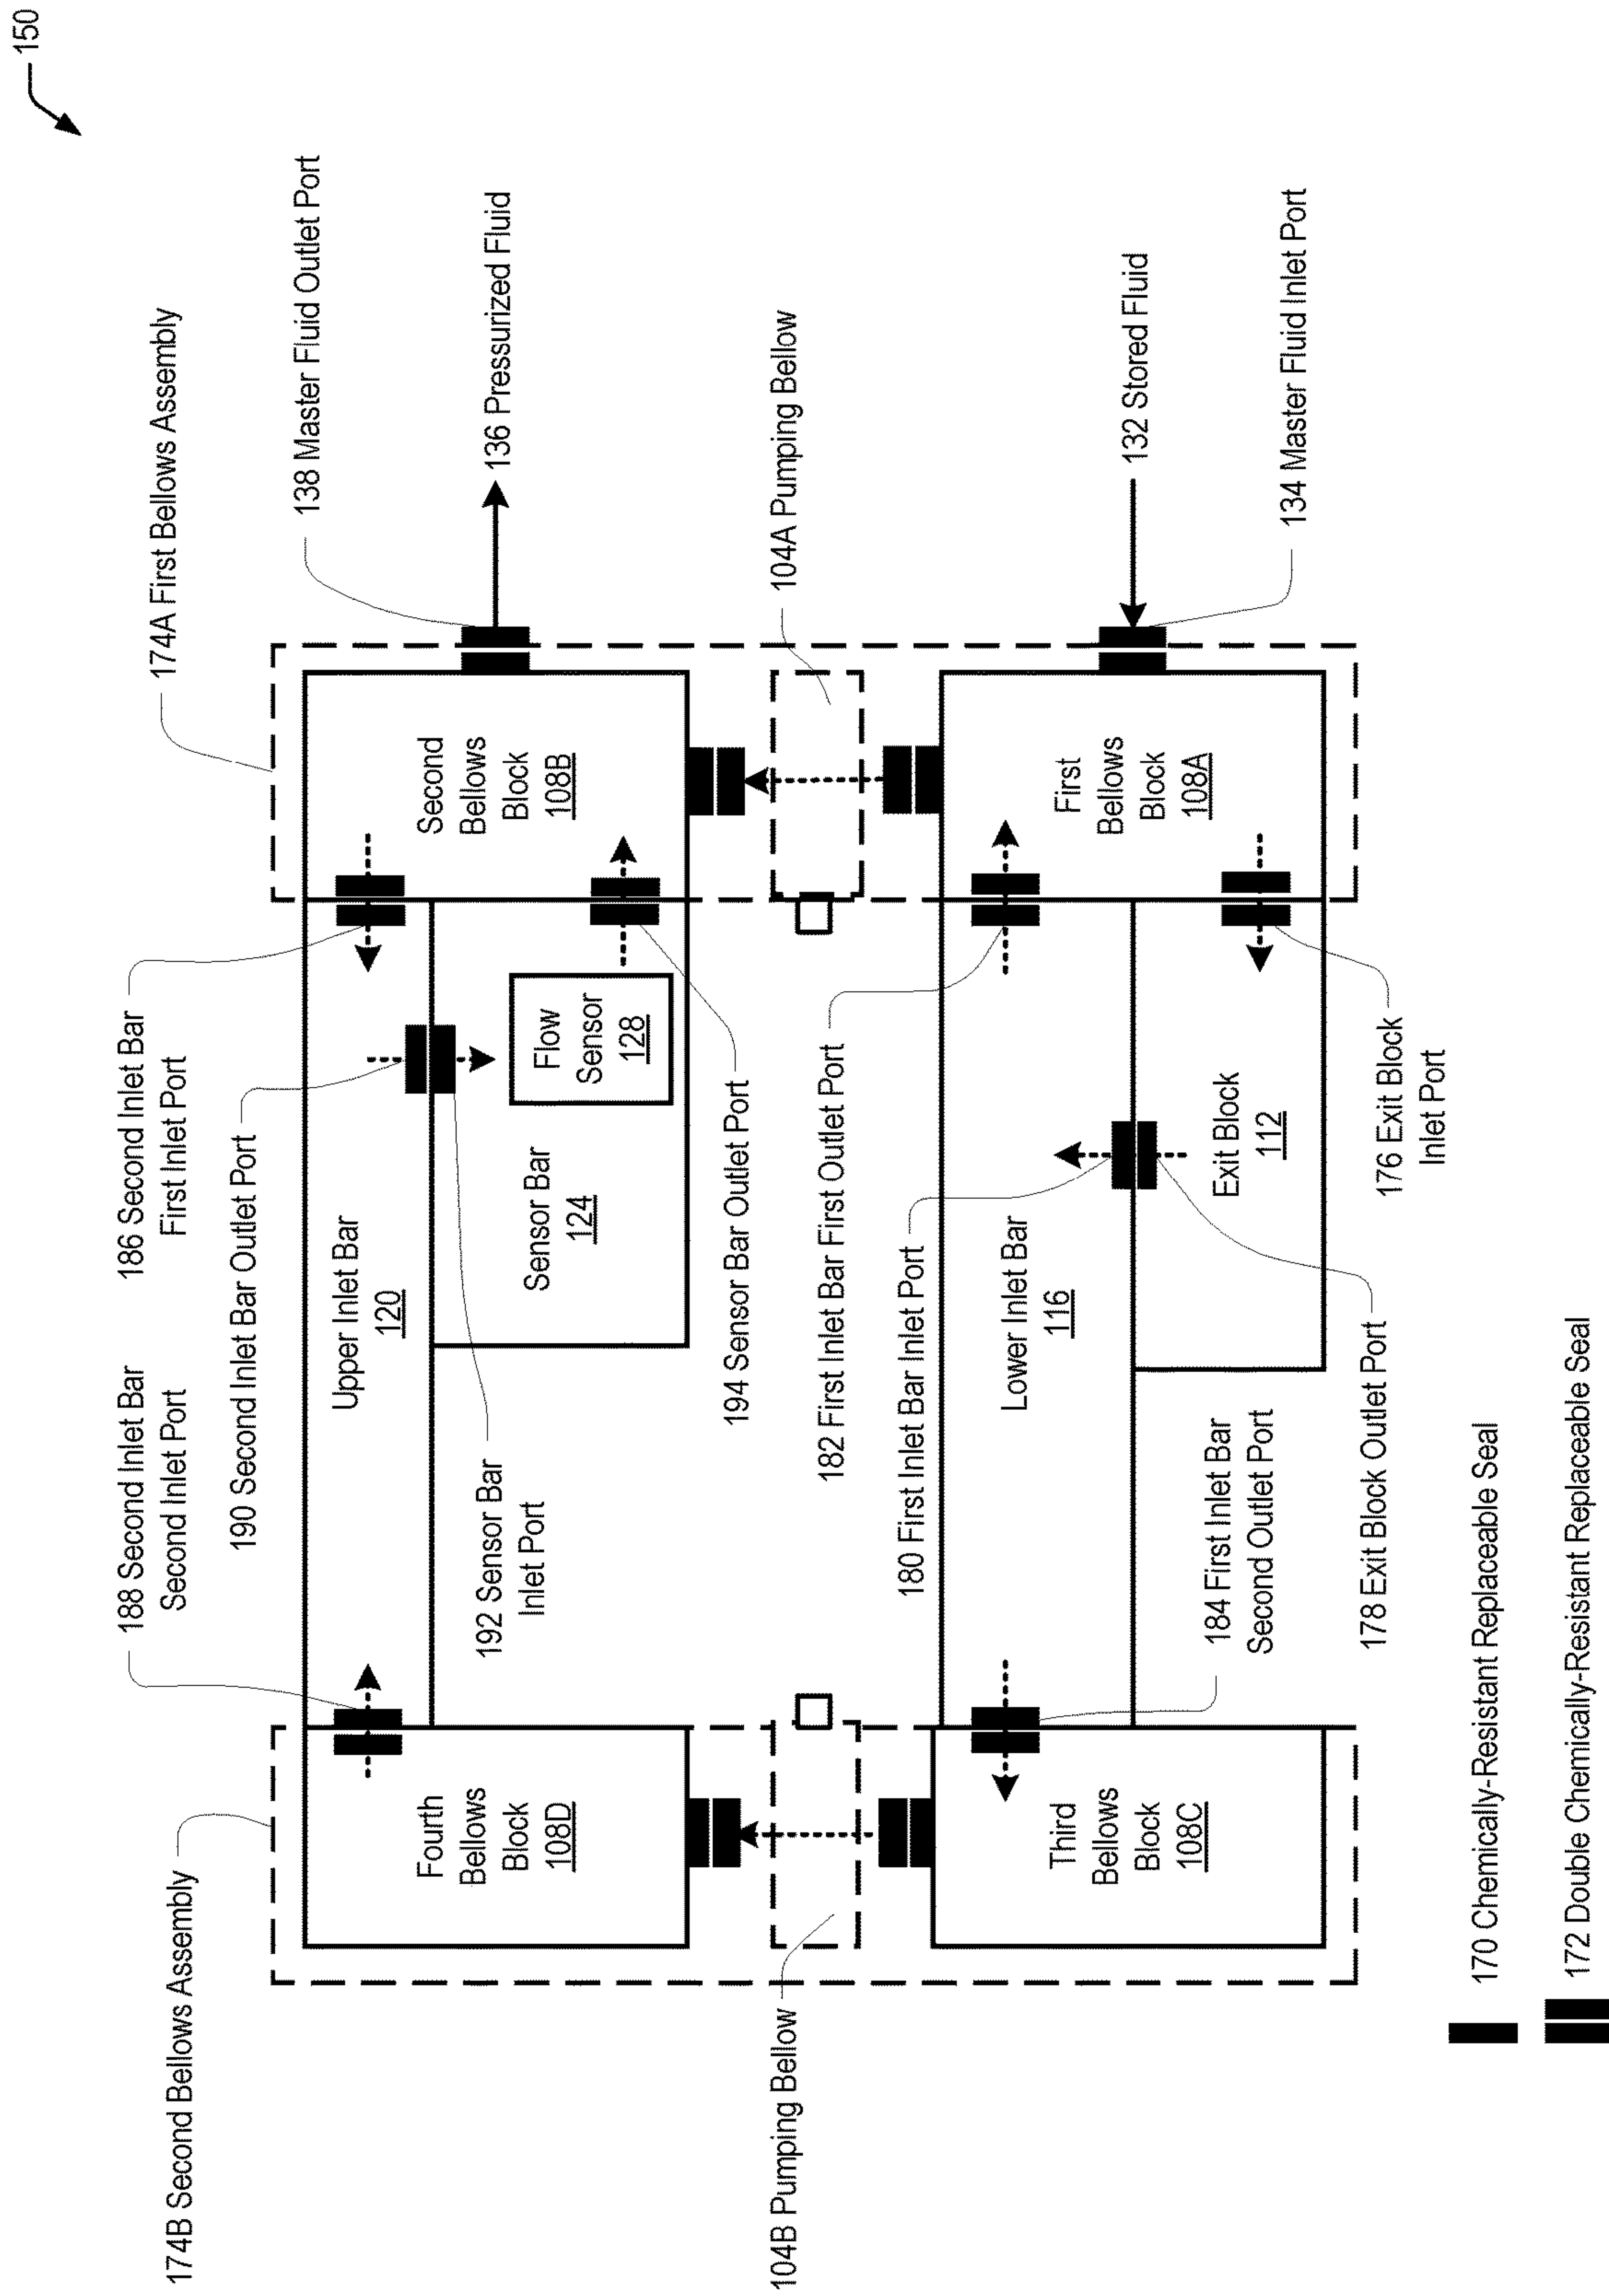 150
174A First Bellows Assembly
138 Master Fluid Outlet Port
136 Pressurized Fluid
104A Pumping Bellow
132 Stored Fluid
134 Master Fluid Inlet Port
Second
Bellows
Block
108B
First
Bellows
Block
108A
186 Second Inlet Bar
First Inlet Port
190 Second Inlet Bar Outlet Port
188 Second Inlet Bar
Second Inlet Port
Upper Inlet Bar
120
Flow
Sensor
128
Sensor Bar
124
192 Sensor Bar
Inlet Port
194 Sensor Bar Outlet Port
182 First Inlet Bar First Outlet Port
180 First Inlet Bar Inlet Port
Lower Inlet Bar
116
Exit Block
112
176 Exit Block
Inlet Port
184 First Inlet Bar
Second Outlet Port
178 Exit Block Outlet Port
Fourth
Bellows
Block
108D
Third
Bellows
Block
108C
174B Second Bellows Assembly
104B Pumping Bellow
170 Chemically-Resistant Replaceable Seal
172 Double Chemically-Resistant Replaceable Seal